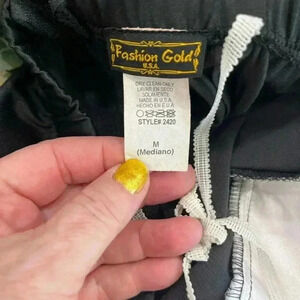 Fashion Gold
U.S.A.
DRY CLEAN ONLY
LAVAR EN SECO
SOLAMENTE
MADE IN U.S.A.
HECHO EN E.U.A
STYLE# 2420
M
(Mediano)